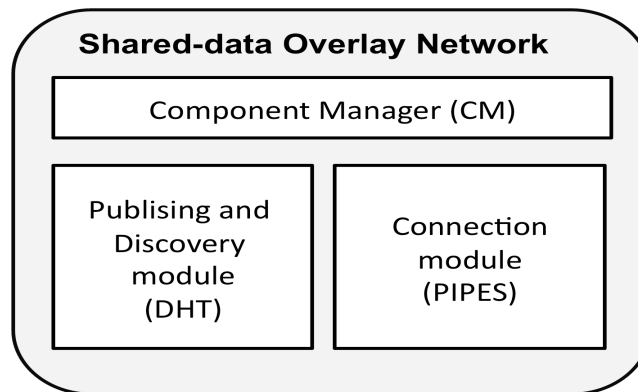 Shared-data Overlay Network
Component Manager (CM)
Publising and
Discovery
module
(DHT)
Connection
module
(PIPES)